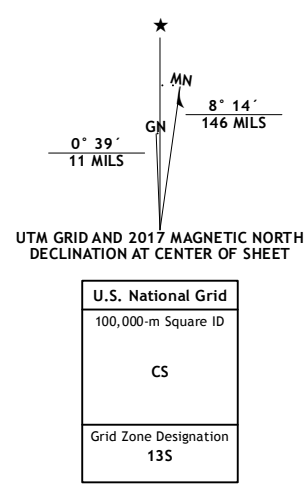 ★
MN
8° 14´
146 MILS
GN
0° 39´
11 MILS
UTM GRID AND 2017 MAGNETIC NORTH
DECLINATION AT CENTER OF SHEET
U.S. National Grid
100,000-m Square ID
CS
Grid Zone Designation
13S